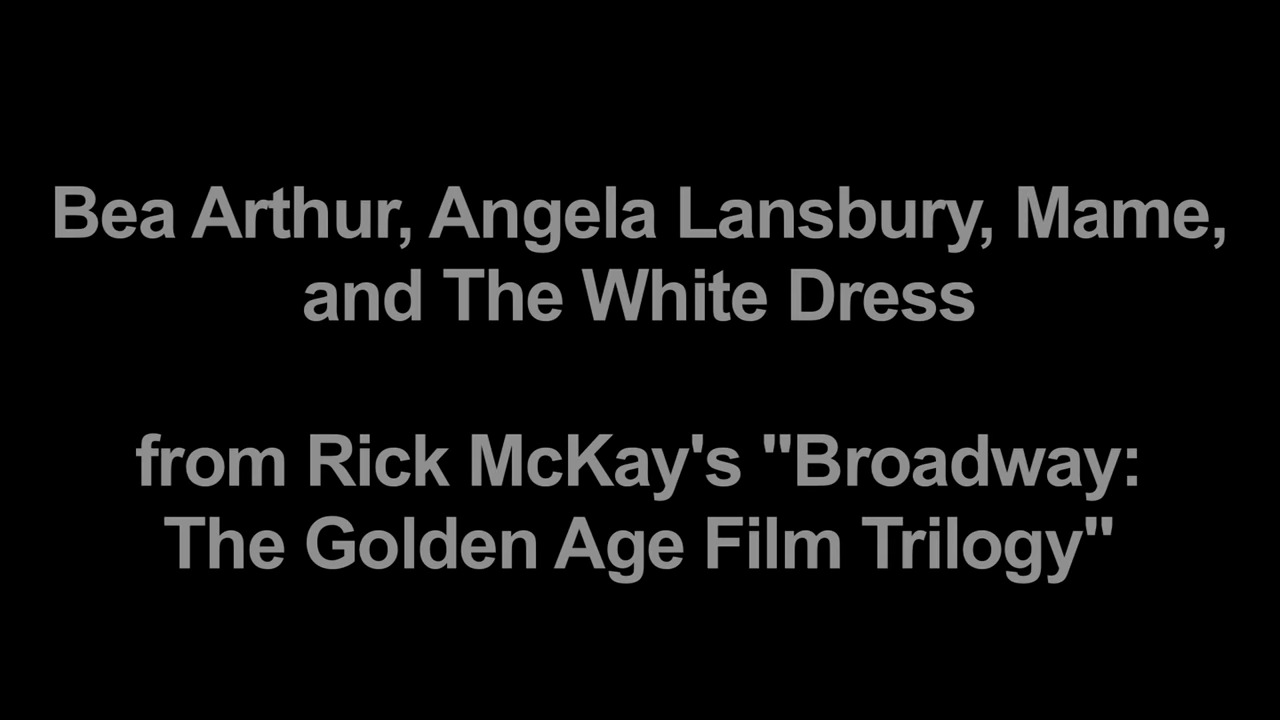 Bea Arthur, Angela Lansbury, Mame,
and The White Dress
from Rick McKay's "Broadway:
The Golden Age Film Trilogy"